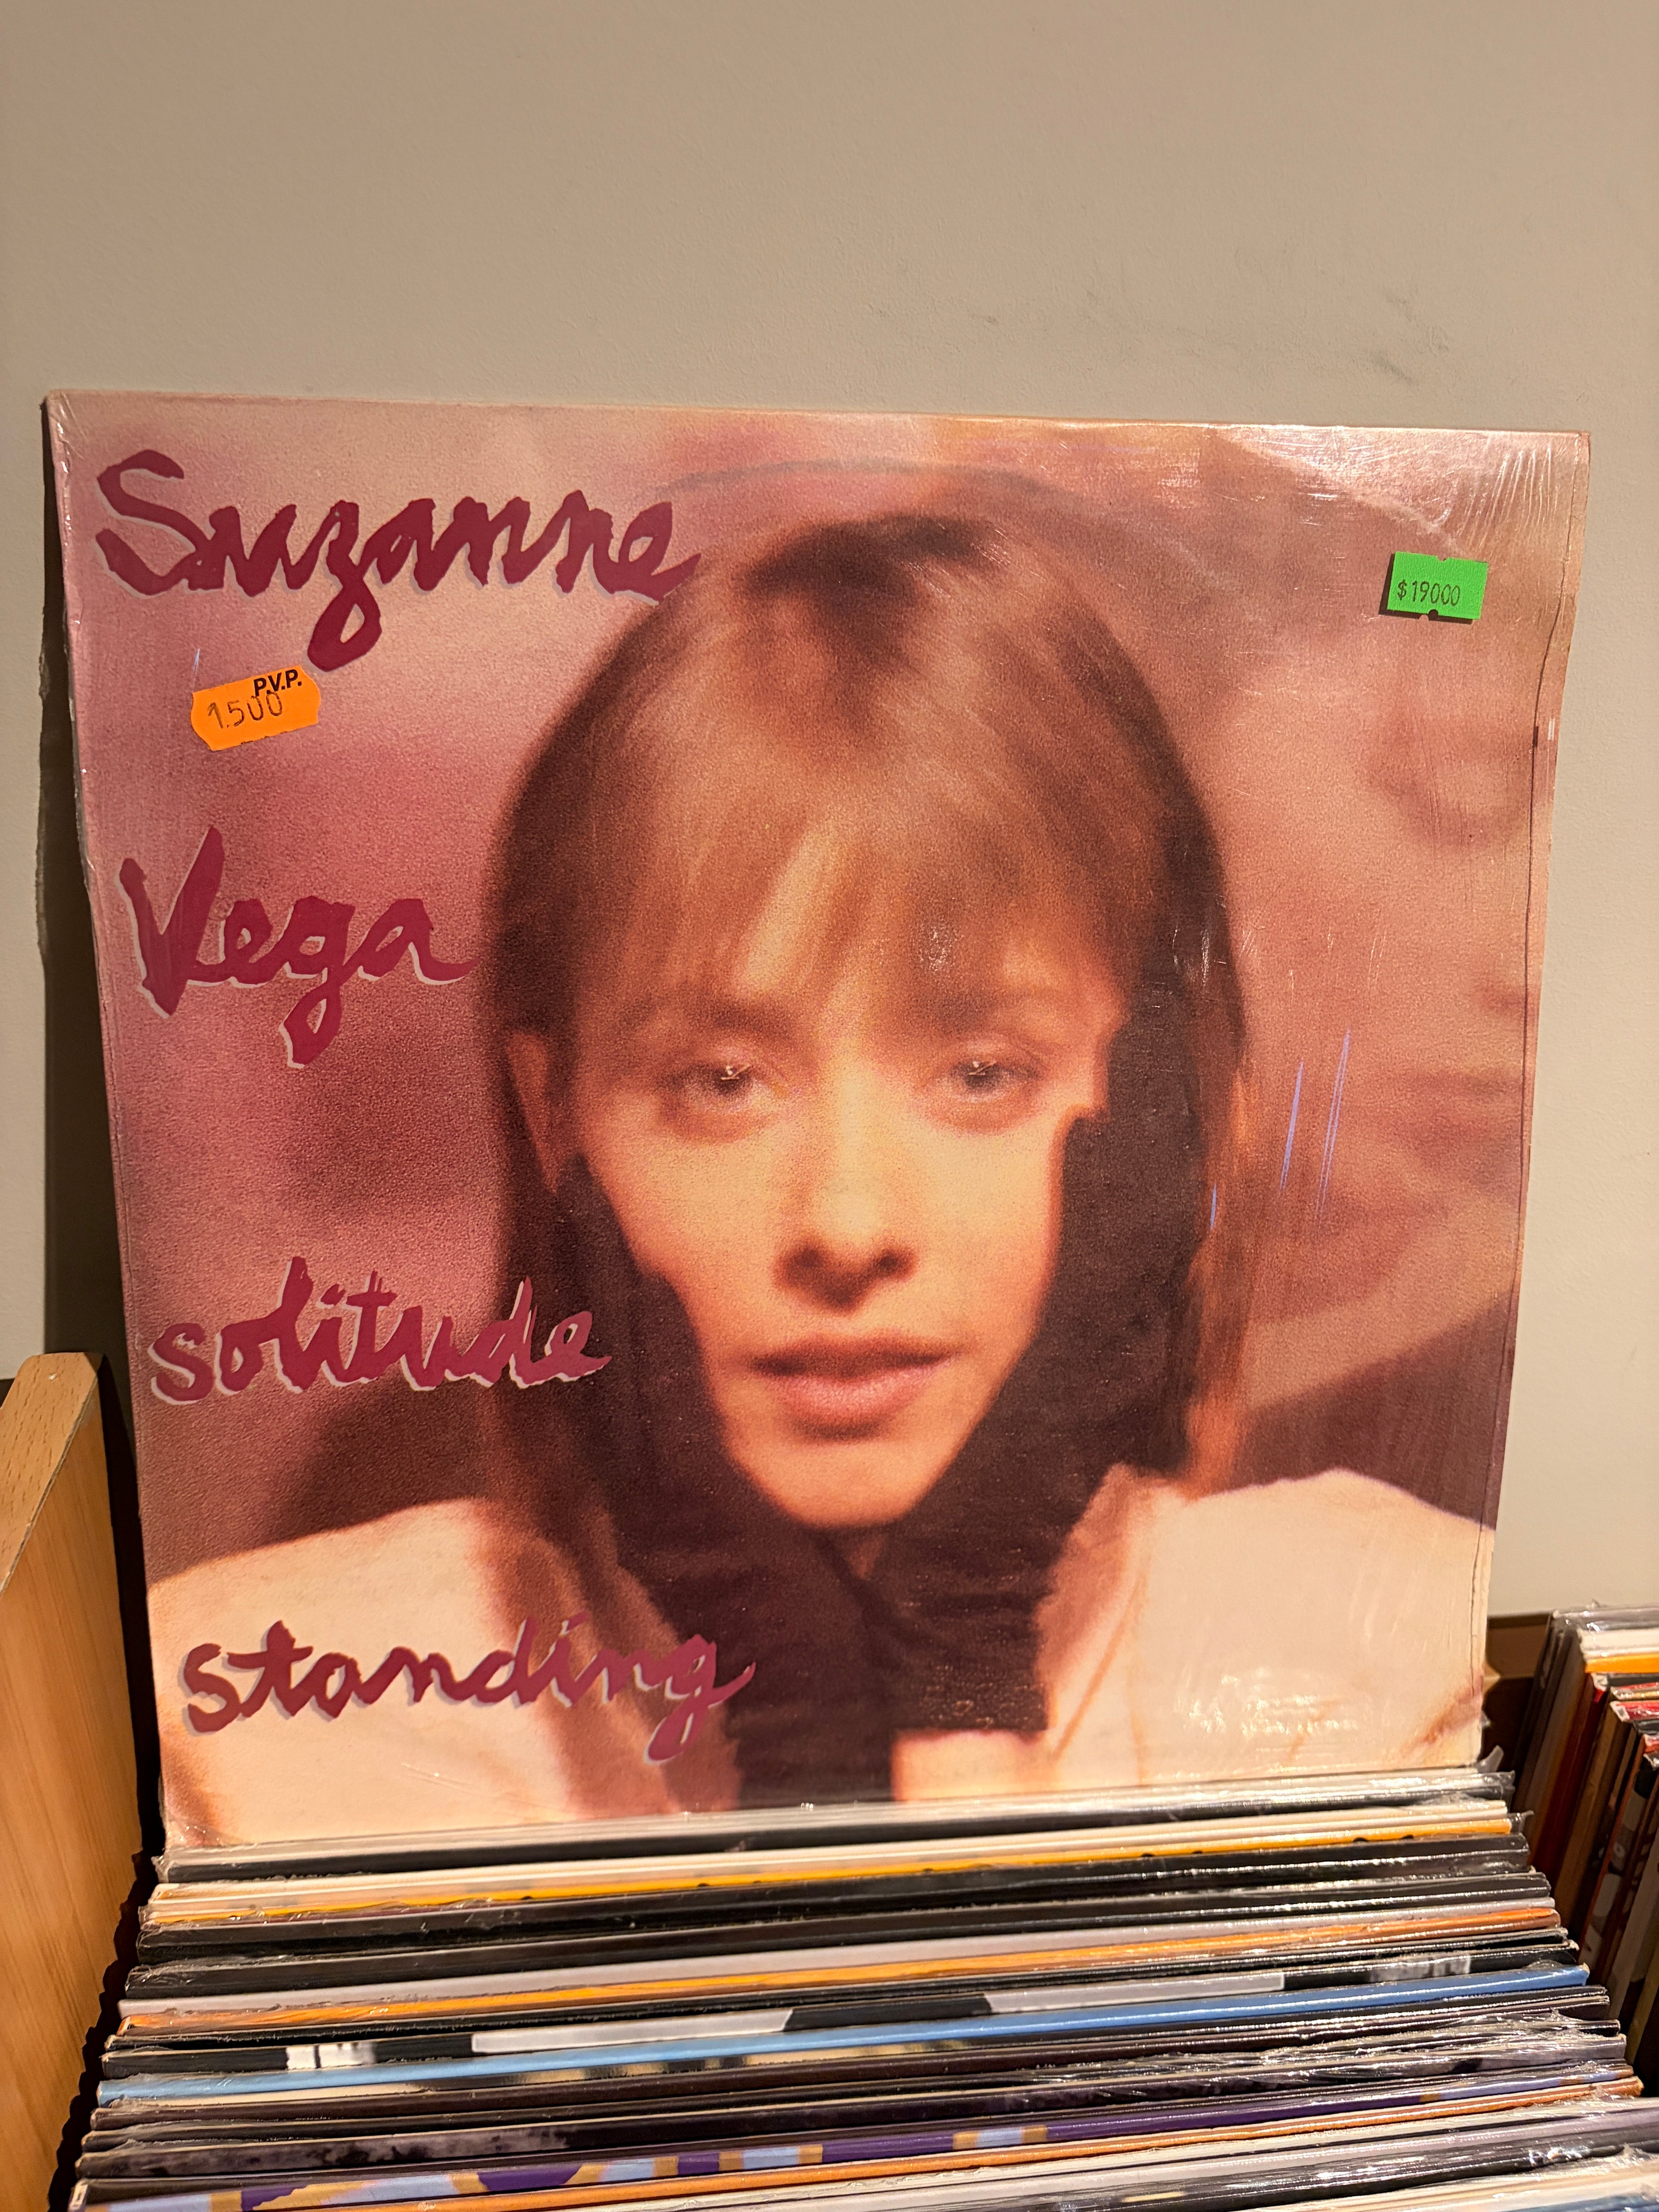 Suzanne
$19000
P.V.P.
1.500
Vega
solitude
standing